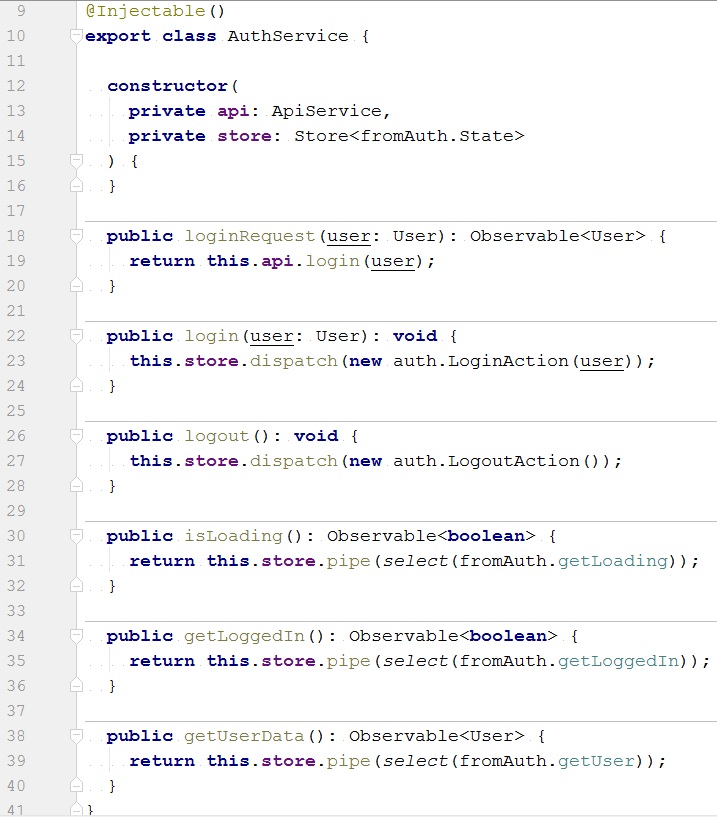 9 @Injectable()
10 export class AuthService {
11
12 constructor(
13 private api: ApiService,
14 private store: Store<fromAuth.State>
15 ) {
16 }
17
18 public loginRequest(user: User): Observable<User> {
19 return this.api.login(user);
20 }
21
22 public login(user: User): void {
23 this.store.dispatch(new auth.LoginAction(user));
24 }
25
26 public logout(): void {
27 this.store.dispatch(new auth.LogoutAction());
28 }
29
30 public isLoading(): Observable<boolean> {
31 return this.store.pipe(select(fromAuth.getLoading));
32 }
33
34 public getLoggedIn(): Observable<boolean> {
35 return this.store.pipe(select(fromAuth.getLoggedIn));
36 }
37
38 public getUserData(): Observable<User> {
39 return this.store.pipe(select(fromAuth.getUser));
40 }
41 }